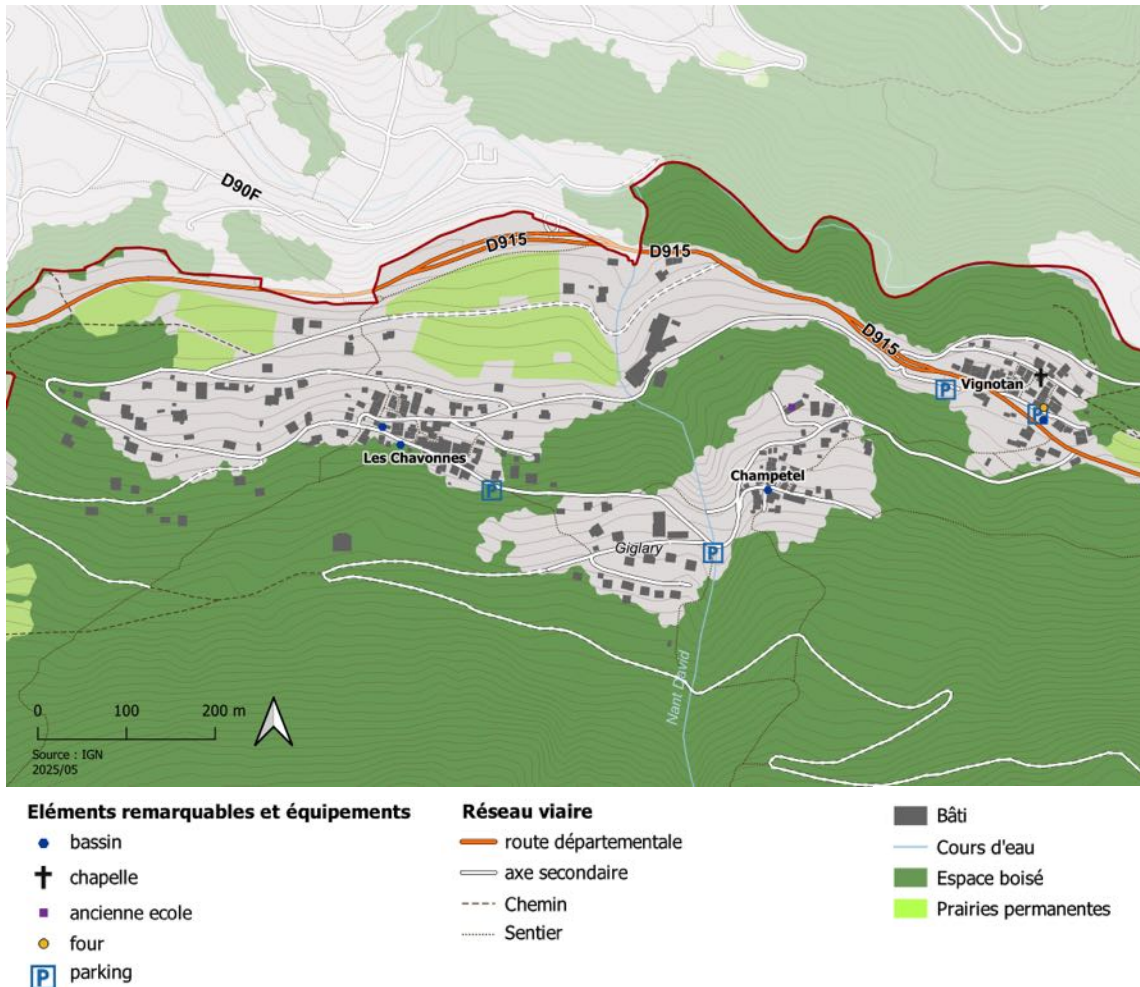 D90F
D915
D915
D915
Vignotan
P
P
Les Chavonnes
Champetel
P
Giglary
P
Nant David
0 100 200 m
Source : IGN
2025/05
Eléments remarquables et équipements
bassin
chapelle
ancienne ecole
four
P parking
Réseau viaire
route départementale
axe secondaire
Chemin
Sentier
Bâti
Cours d'eau
Espace boisé
Prairies permanentes